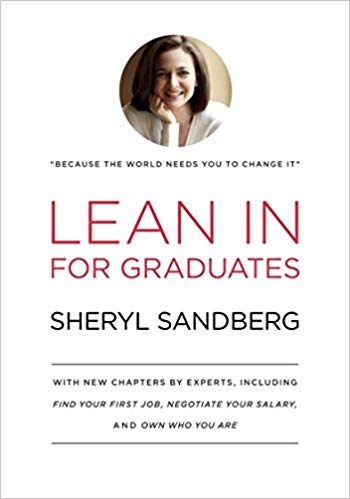 "BECAUSE THE WORLD NEEDS YOU TO CHANGE IT"
LEAN IN
FOR GRADUATES
SHERYL SANDBERG
WITH NEW CHAPTERS BY EXPERTS, INCLUDING
FIND YOUR FIRST JOB, NEGOTIATE YOUR SALARY,
AND OWN WHO YOU ARE